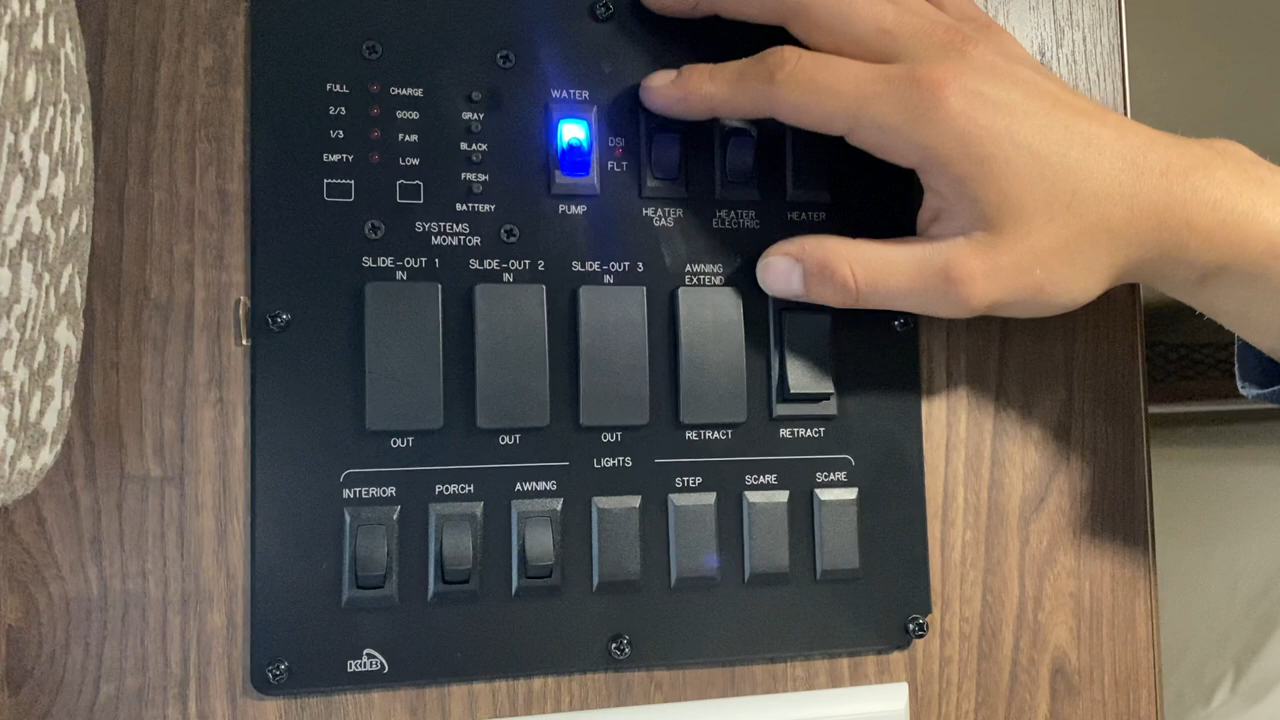 FULL
CHARGE
2/3
GOOD
1/3
FAIR
EMPTY
LOW
GRAY
BLACK
FRESH
BATTERY
SYSTEMS
MONITOR
WATER
PUMP
DSI
FLT
HEATER
GAS
HEATER
ELECTRIC
HEATER
SLIDE-OUT 1
IN
OUT
SLIDE-OUT 2
IN
OUT
SLIDE-OUT 3
IN
OUT
AWNING
EXTEND
RETRACT
RETRACT
LIGHTS
INTERIOR
PORCH
AWNING
STEP
SCARE
SCARE
KIB